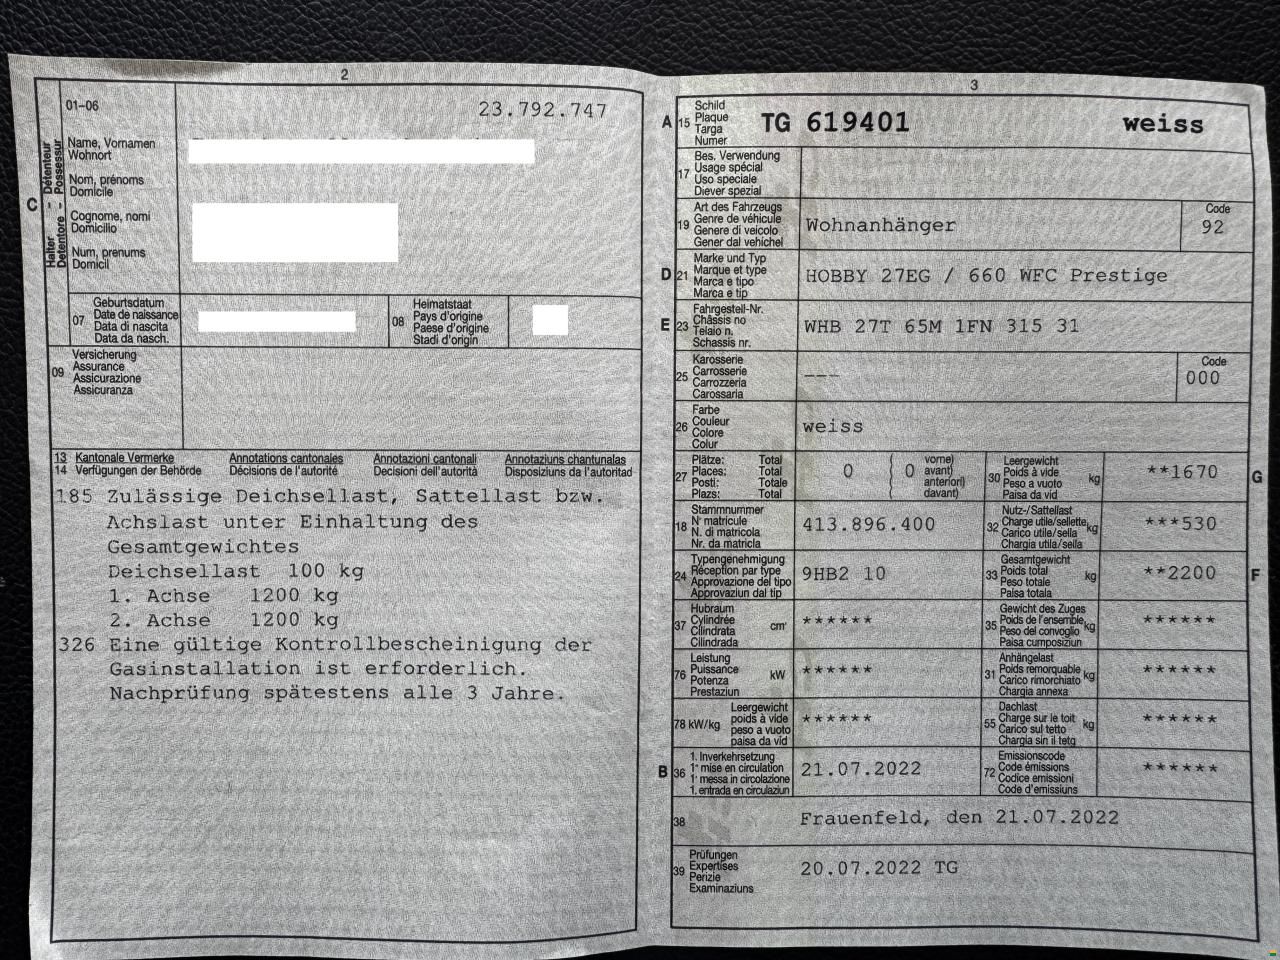 2
01-06
23.792.747
C
Halter - Détenteur
Detentore - Possessur
Name, Vornamen
Wohnort
Nom, prénoms
Domicile
Cognome, nomi
Domicilio
Num, prenums
Domicil
07
Geburtsdatum
Date de naissance
Data di nascita
Data da nasch.
08
Heimatstaat
Pays d'origine
Paese d'origine
Stadi d'origin
09
Versicherung
Assurance
Assicurazione
Assicuranza
13 Kantonale Vermerke Annotations cantonales Annotazioni cantonali Annotaziuns chantunalas
14 Verfügungen der Behörde Décisions de l'autorité Decisioni dell'autorità Disposiziuns da l'autoritad
185 Zulässige Deichsellast, Sattellast bzw.
Achslast unter Einhaltung des
Gesamtgewichtes
Deichsellast 100 kg
1. Achse 1200 kg
2. Achse 1200 kg
326 Eine gültige Kontrollbescheinigung der
Gasinstallation ist erforderlich.
Nachprüfung spätestens alle 3 Jahre.
3
A 15
Schild
Plaque
Targa
Numer
TG 619401 weiss
17
Bes. Verwendung
Usage spécial
Uso speciale
Diever spezial
19
Art des Fahrzeugs
Genre de véhicule
Genere di veicolo
Gener dal vehichel
Wohnanhänger
Code
92
D 21
Marke und Typ
Marque et type
Marca e tipo
Marca e tip
HOBBY 27EG / 660 WFC Prestige
E 23
Fahrgestell-Nr.
Châssis no
Telaio n.
Schassis nr.
WHB 27T 65M 1FN 315 31
25
Karosserie
Carrosserie
Carrozzeria
Carossaria
---
Code
000
26
Farbe
Couleur
Colore
Colur
weiss
27
Plätze: Total
Places: Total
Posti: Totale
Plazs: Total
0
( 0
vorne)
avant)
anteriori)
davant)
30
Leergewicht
Poids à vide
Peso a vuoto
Paisa da vid
kg
**1670
G
18
Stammnummer
N° matricule
N. di matricola
Nr. da matricla
413.896.400
32
Nutz-/Sattellast
Charge utile/sellette
Carico utile/sella
Chargia utila/sella
kg
***530
24
Typengenehmigung
Réception par type
Approvazione del tipo
Approvaziun dal tip
9HB2 10
33
Gesamtgewicht
Poids total
Peso totale
Paisa totala
kg
**2200
F
37
Hubraum
Cylindrée
Cilindrata
Cilindrada
cm³
******
35
Gewicht des Zuges
Poids de l'ensemble
Peso del convoglio
Paisa cumposiziun
kg
******
76
Leistung
Puissance
Potenza
Prestaziun
kW
******
31
Anhängelast
Poids remorquable
Carico rimorchiato
Chargia annexa
kg
******
78 kW/kg
Leergewicht
poids à vide
peso a vuoto
paisa da vid
******
55
Dachlast
Charge sur le toit
Carico sul tetto
Chargia sin il tetg
kg
******
B 36
1. Inverkehrsetzung
1re mise en circulation
1a messa in circolazione
1. entrada en circulaziun
21.07.2022
72
Emissionscode
Code émissions
Codice emissioni
Code d'emissiuns
******
38
Frauenfeld, den 21.07.2022
39
Prüfungen
Expertises
Perizie
Examinaziuns
20.07.2022 TG